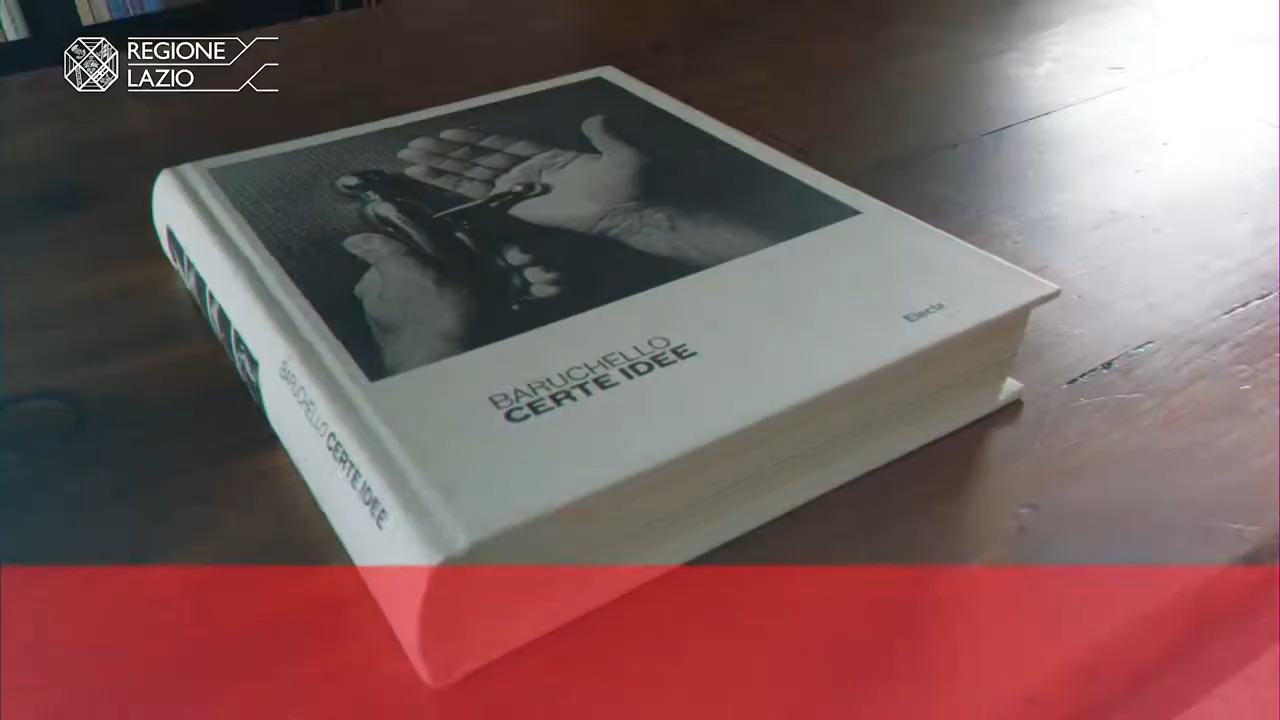 REGIONE
LAZIO
BARUCHELLO
CERTE IDEE
Electa
BARUCHELLO CERTE IDEE